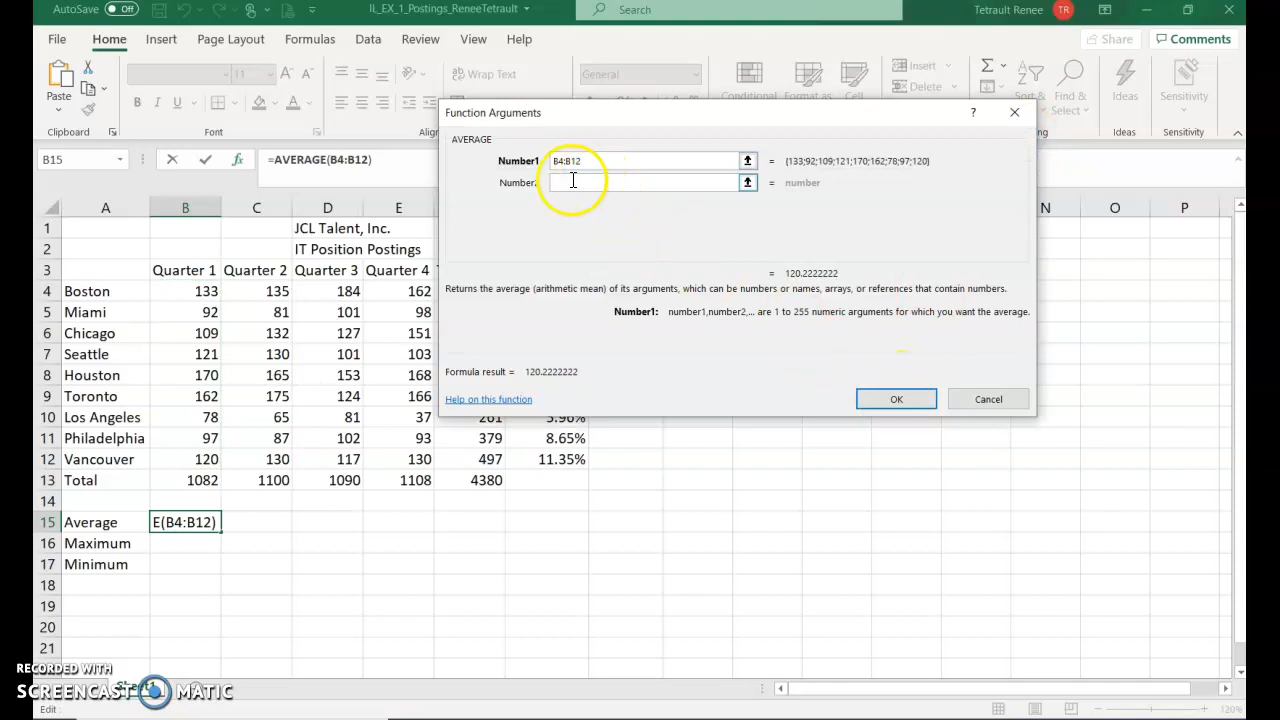 AutoSave Off IL_EX_1_Postings_ReneeTetrault Search Tetrault Renee TR
File Home Insert Page Layout Formulas Data Review View Help Share Comments
Paste 11 Wrap Text General Conditional Format as Cell Insert Delete Sort & Find & Ideas Sensitivity
Filter Select
Clipboard Font Ideas Sensitivity
B15 =AVERAGE(B4:B12)
Function Arguments
AVERAGE
Number1 B4:B12 = {133;92;109;121;170;162;78;97;120}
Number = number
= 120.2222222
Returns the average (arithmetic mean) of its arguments, which can be numbers or names, arrays, or references that contain numbers.
Number1: number1,number2,... are 1 to 255 numeric arguments for which you want the average.
Formula result = 120.2222222
Help on this function OK Cancel
A B C D E N O P
1 JCL Talent, Inc.
2 IT Position Postings
3 Quarter 1 Quarter 2 Quarter 3 Quarter 4
4 Boston 133 135 184 162
5 Miami 92 81 101 98
6 Chicago 109 132 127 151
7 Seattle 121 130 101 103
8 Houston 170 165 153 168
9 Toronto 162 175 124 166
10 Los Angeles 78 65 81 37 261 5.96%
11 Philadelphia 97 87 102 93 379 8.65%
12 Vancouver 120 130 117 130 497 11.35%
13 Total 1082 1100 1090 1108 4380
14
15 Average E(B4:B12)
16 Maximum
17 Minimum
18
19
20
21
RECORDED WITH
SCREENCAST MATIC
Edit 120%